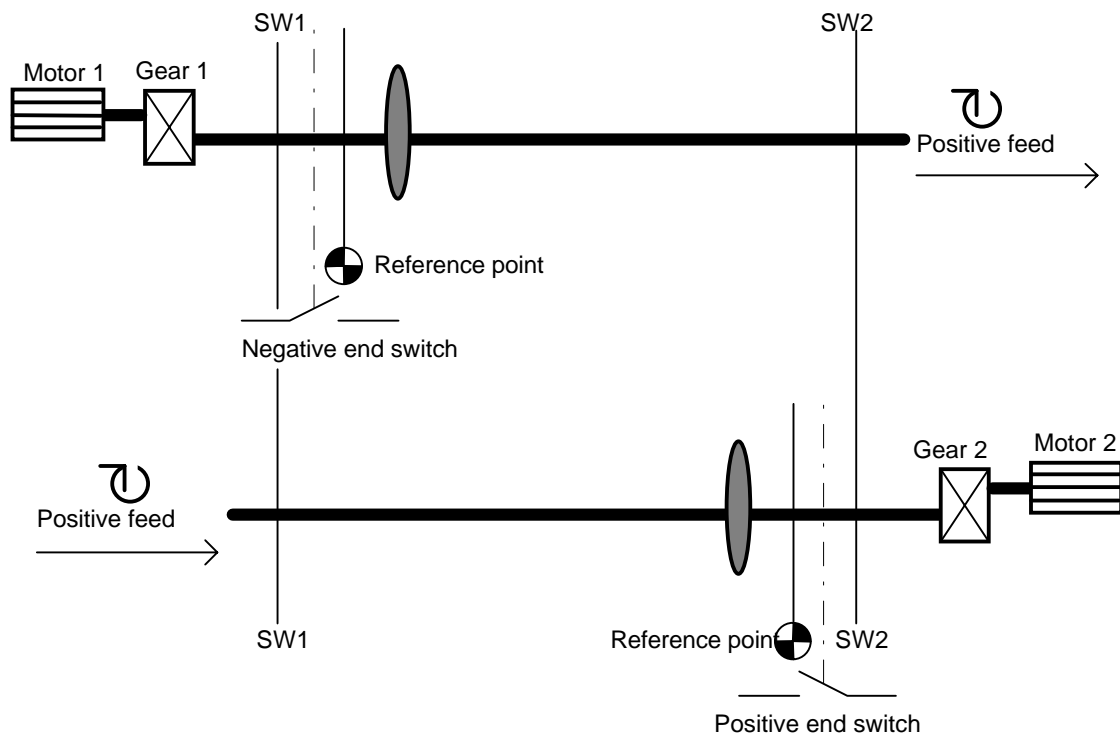 SW1
SW2
Motor 1
Gear 1
Positive feed
Reference point
Negative end switch
Gear 2
Motor 2
Positive feed
SW1
Reference point
SW2
Positive end switch